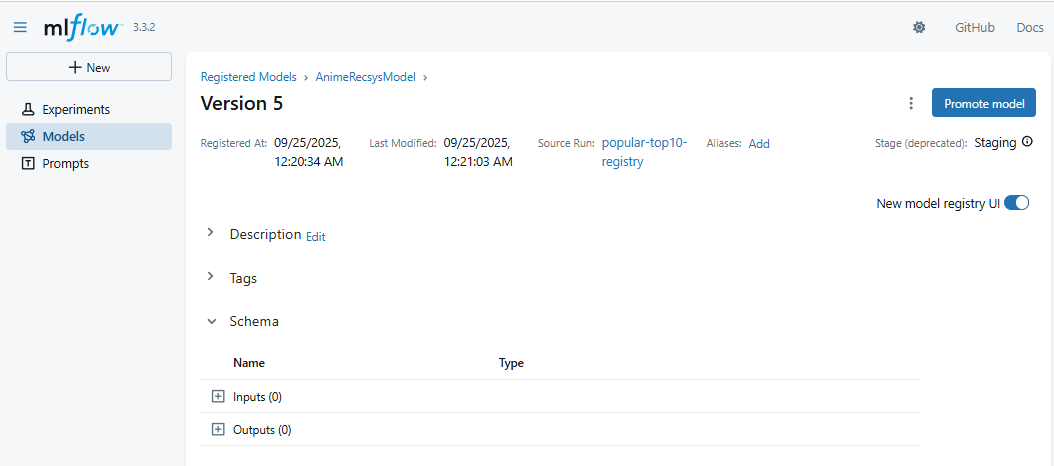 mlflow 3.3.2 GitHub Docs
+ New
Experiments
Models
Prompts
Registered Models › AnimeRecsysModel ›
Version 5
Promote model
Registered At: 09/25/2025, Last Modified: 09/25/2025, Source Run: popular-top10- Aliases: Add Stage (deprecated): Staging
12:20:34 AM 12:21:03 AM registry
New model registry UI
Description Edit
Tags
Schema
Name Type
Inputs (0)
Outputs (0)